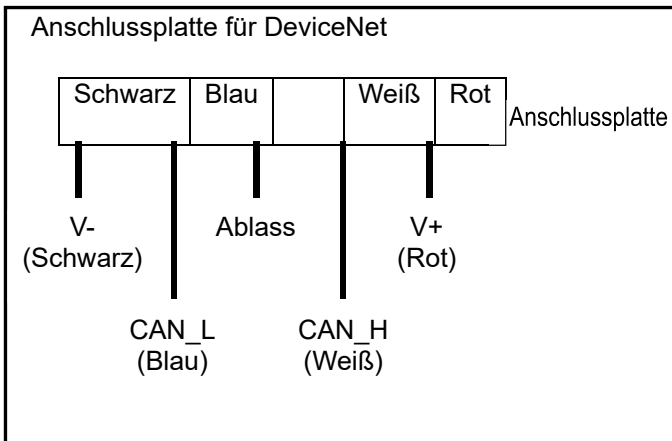 Anschlussplatte für DeviceNet
Schwarz Blau Weiß Rot
Anschlussplatte
V-
(Schwarz)
Ablass
V+
(Rot)
CAN_L
(Blau)
CAN_H
(Weiß)